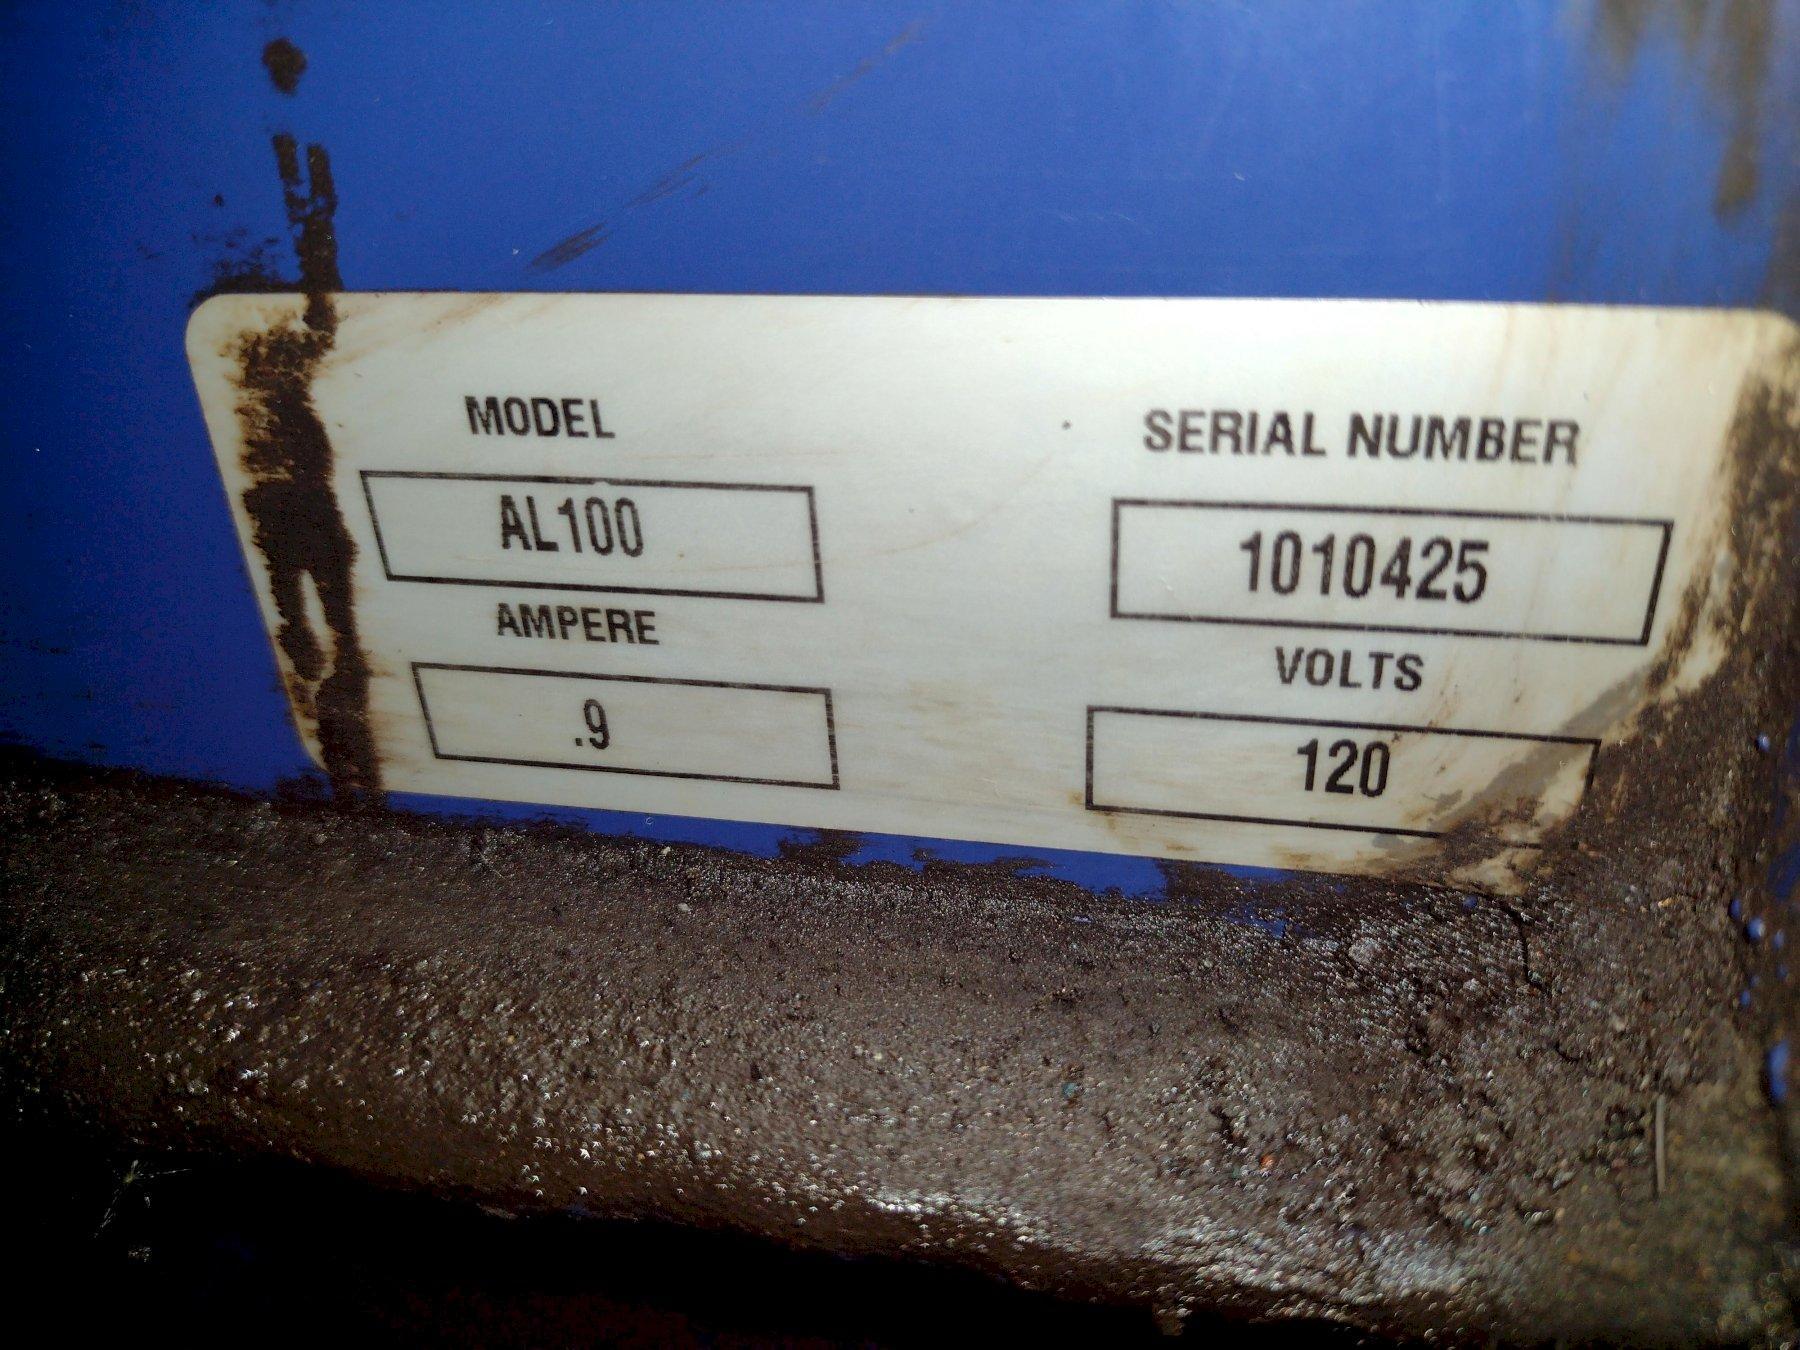 MODEL
SERIAL NUMBER
AL100
1010425
AMPERE
VOLTS
.9
120